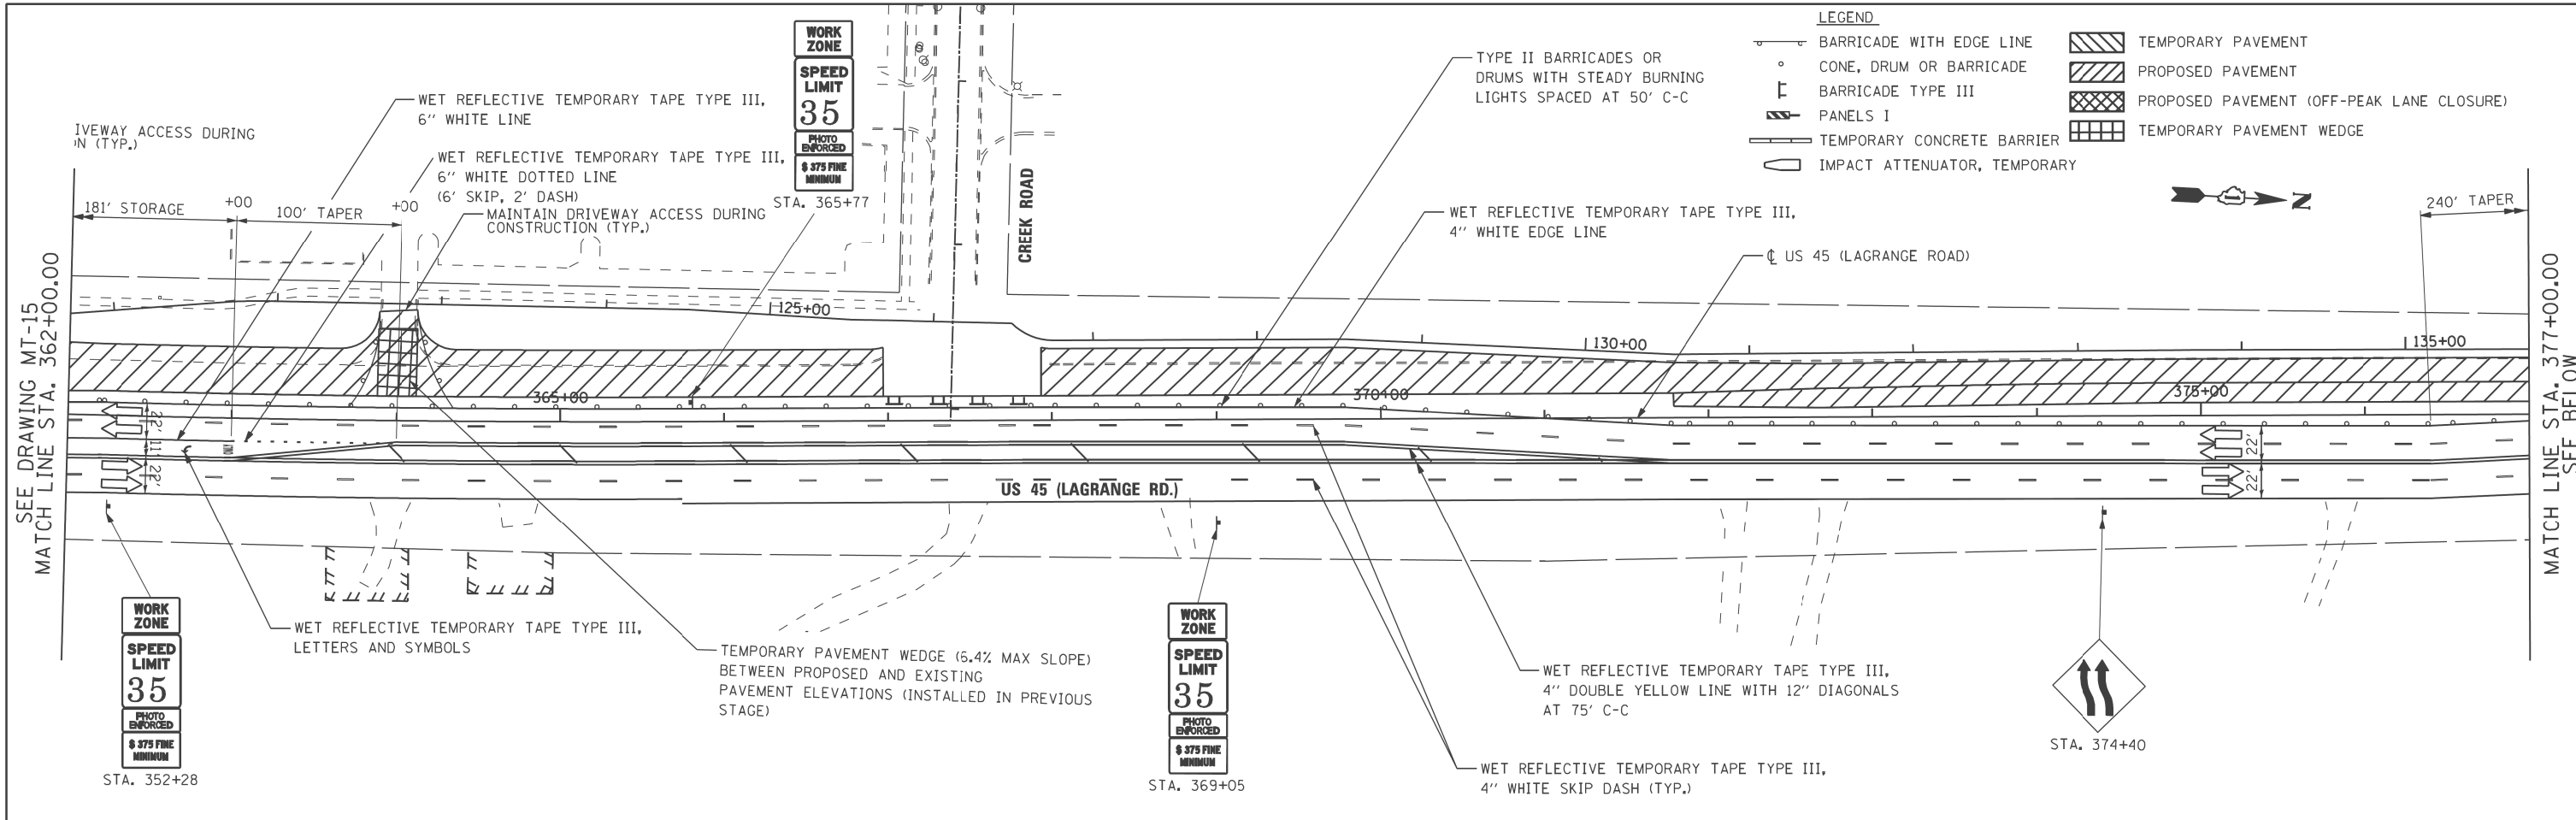 LEGEND
BARRICADE WITH EDGE LINE
CONE, DRUM OR BARRICADE
BARRICADE TYPE III
PANELS I
TEMPORARY CONCRETE BARRIER
IMPACT ATTENUATOR, TEMPORARY
TEMPORARY PAVEMENT
PROPOSED PAVEMENT
PROPOSED PAVEMENT (OFF-PEAK LANE CLOSURE)
TEMPORARY PAVEMENT WEDGE
WORK
ZONE
SPEED
LIMIT
35
PHOTO
ENFORCED
$ 375 FINE
MINIMUM
STA. 365+77
TYPE II BARRICADES OR
DRUMS WITH STEADY BURNING
LIGHTS SPACED AT 50' C-C
WET REFLECTIVE TEMPORARY TAPE TYPE III,
6" WHITE LINE
IVEWAY ACCESS DURING
N (TYP.)
WET REFLECTIVE TEMPORARY TAPE TYPE III,
6" WHITE DOTTED LINE
(6' SKIP, 2' DASH)
MAINTAIN DRIVEWAY ACCESS DURING
CONSTRUCTION (TYP.)
181' STORAGE
+00
100' TAPER
+00
CREEK ROAD
WET REFLECTIVE TEMPORARY TAPE TYPE III,
4" WHITE EDGE LINE
℄ US 45 (LAGRANGE ROAD)
N
240' TAPER
SEE DRAWING MT-15
MATCH LINE STA. 362+00.00
125+00
130+00
135+00
365+00
370+00
375+00
22'
11'
22'
22'
22'
US 45 (LAGRANGE RD.)
MATCH LINE STA. 377+00.00
SEE BELOW
WORK
ZONE
SPEED
LIMIT
35
PHOTO
ENFORCED
$ 375 FINE
MINIMUM
STA. 352+28
WET REFLECTIVE TEMPORARY TAPE TYPE III,
LETTERS AND SYMBOLS
TEMPORARY PAVEMENT WEDGE (6.4% MAX SLOPE)
BETWEEN PROPOSED AND EXISTING
PAVEMENT ELEVATIONS (INSTALLED IN PREVIOUS
STAGE)
WORK
ZONE
SPEED
LIMIT
35
PHOTO
ENFORCED
$ 375 FINE
MINIMUM
STA. 369+05
WET REFLECTIVE TEMPORARY TAPE TYPE III,
4" DOUBLE YELLOW LINE WITH 12" DIAGONALS
AT 75' C-C
WET REFLECTIVE TEMPORARY TAPE TYPE III,
4" WHITE SKIP DASH (TYP.)
STA. 374+40